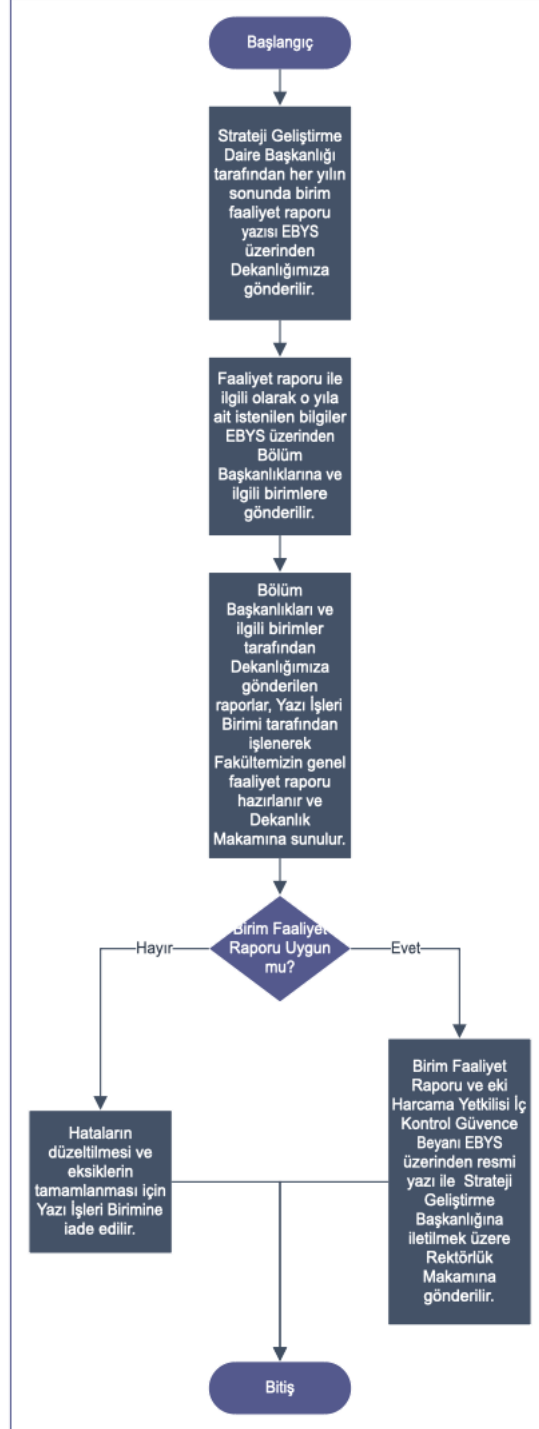 Başlangıç
Strateji Geliştirme
Daire Başkanlığı
tarafından her yılın
sonunda birim
faaliyet raporu
yazısı EBYS
üzerinden
Dekanlığımıza
gönderilir.
Faaliyet raporu ile
ilgili olarak o yıla
ait istenilen bilgiler
EBYS üzerinden
Bölüm
Başkanlıklarına ve
ilgili birimlere
gönderilir.
Bölüm
Başkanlıkları ve
ilgili birimler
tarafından
Dekanlığımıza
gönderilen
raporlar, Yazı İşleri
Birimi tarafından
işlenerek
Fakültemizin genel
faaliyet raporu
hazırlanır ve
Dekanlık
Makamına sunulur.
Birim Faaliyet
Raporu Uygun
mu?
Hayır
Evet
Hataların
düzeltilmesi ve
eksiklerin
tamamlanması için
Yazı İşleri Birimine
iade edilir.
Birim Faaliyet
Raporu ve eki
Harcama Yetkilisi İç
Kontrol Güvence
Beyanı EBYS
üzerinden resmi
yazı ile Strateji
Geliştirme
Başkanlığına
iletilmek üzere
Rektörlük
Makamına
gönderilir.
Bitiş